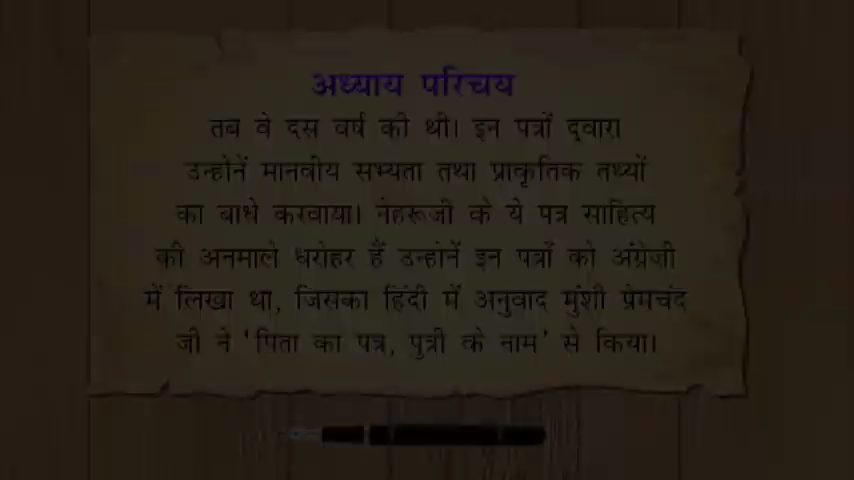 अध्याय परिचय
तब वे दस वर्ष की थी। इन पत्रों द्वारा
उन्होनें मानवीय सभ्यता तथा प्राकृतिक तथ्यों
का बाधे करवाया। नेहरूजी के ये पत्र साहित्य
की अनमाले धरोहर हैं उन्होनें इन पत्रों को अंग्रेजी
में लिखा था, जिसका हिंदी में अनुवाद मुंशी प्रेमचंद
जी ने 'पिता का पत्र, पुत्री के नाम' से किया।